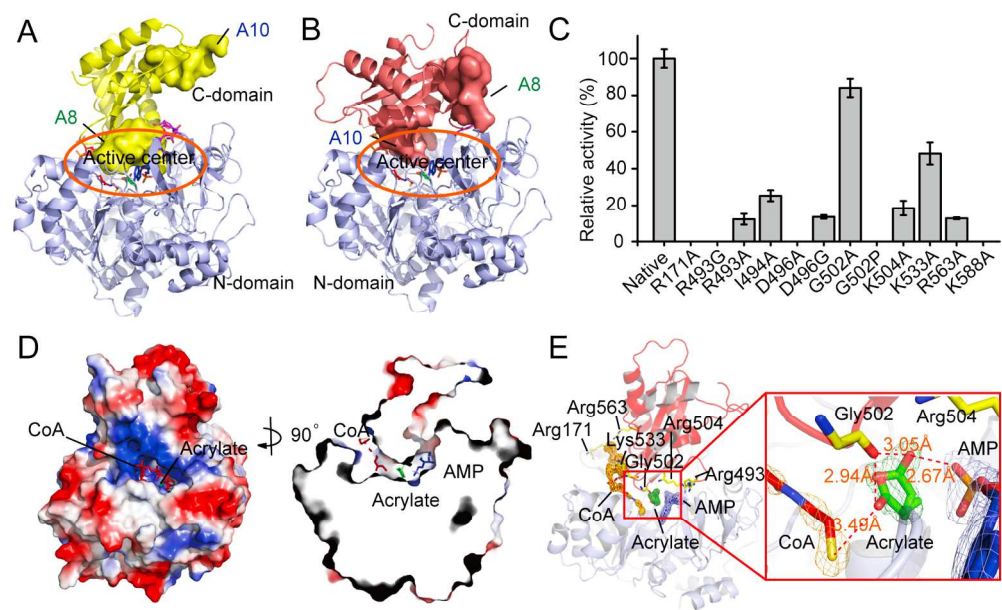 A
A10
C-domain
A8
Active center
N-domain
B
C-domain
A8
A10
Active center
N-domain
C
Relative activity (%)
100
80
60
40
20
0
Native
R171A
R493G
R493A
I494A
D496A
D496G
G502A
G502P
K504A
K533A
R563A
K588A
D
CoA
Acrylate
90°
CoA
AMP
Acrylate
E
Arg563
Arg504
Arg171
Lys533
Gly502
Arg493
CoA
AMP
Acrylate
Gly502
Arg504
3.05Å
AMP
2.94Å
2.67Å
3.49Å
CoA
Acrylate